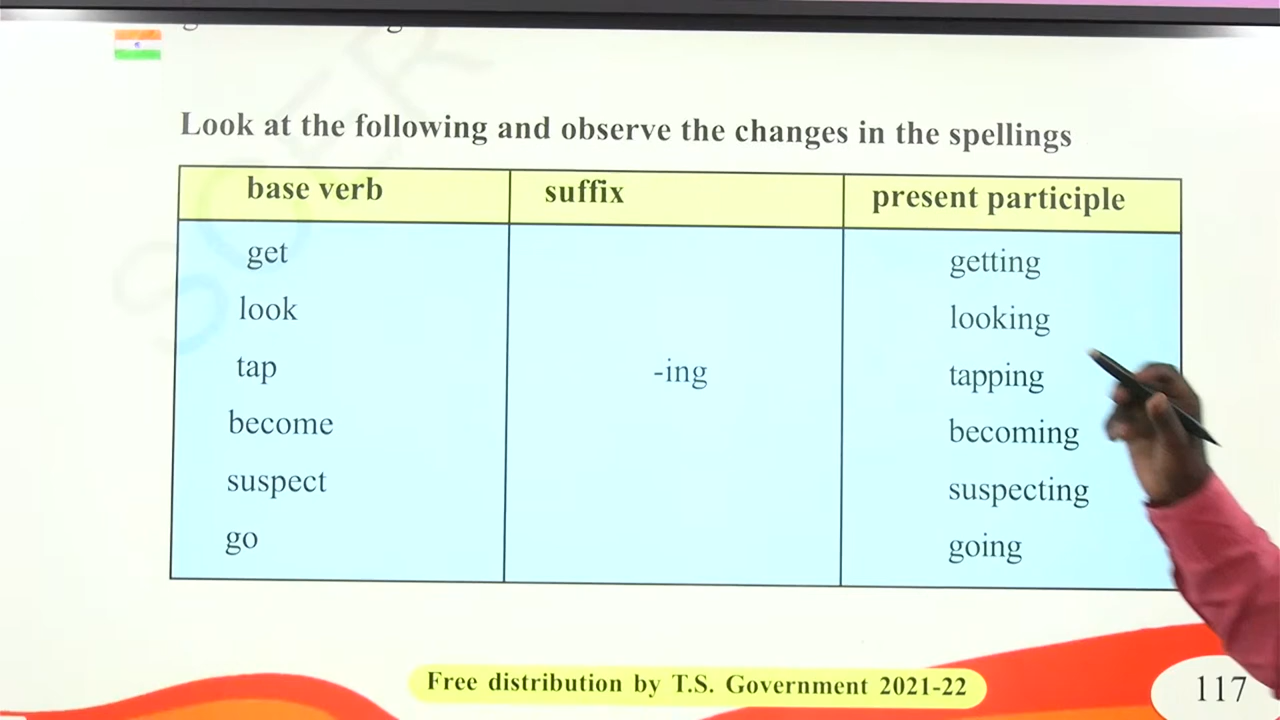 Look at the following and observe the changes in the spellings
base verb suffix present participle
get getting
look looking
tap -ing tapping
become becoming
suspect suspecting
go going
Free distribution by T.S. Government 2021-22
117